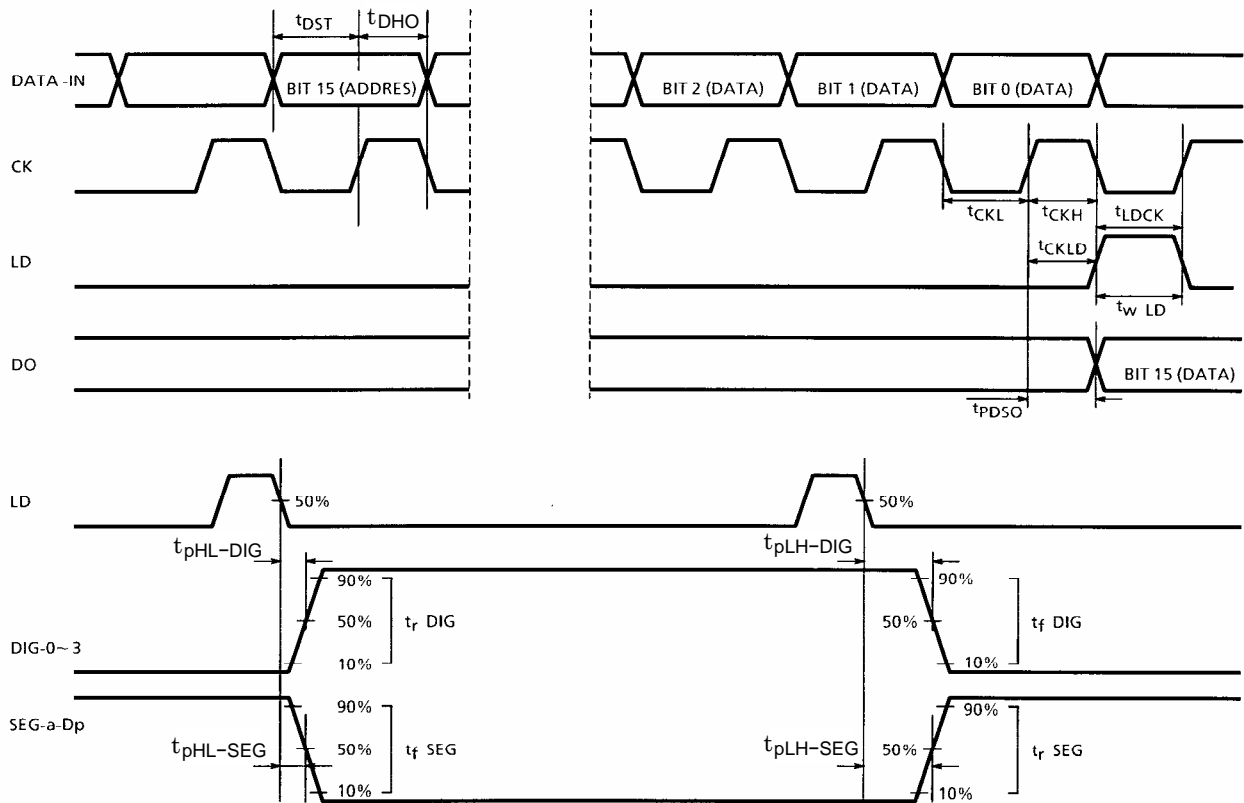 tDST tDHO
DATA-IN BIT 15 (ADDRES) BIT 2 (DATA) BIT 1 (DATA) BIT 0 (DATA)
CK
tCKL tCKH tLDCK
tCKLD
LD
tw LD
DO
BIT 15 (DATA)
tPDSO
LD 50% 50%
tpHL-DIG tpLH-DIG
90% 90%
50% tr DIG 50% tf DIG
DIG-0~3 10% 10%
SEG-a-Dp 90% 90%
tpHL-SEG 50% tf SEG tpLH-SEG 50% tr SEG
10% 10%